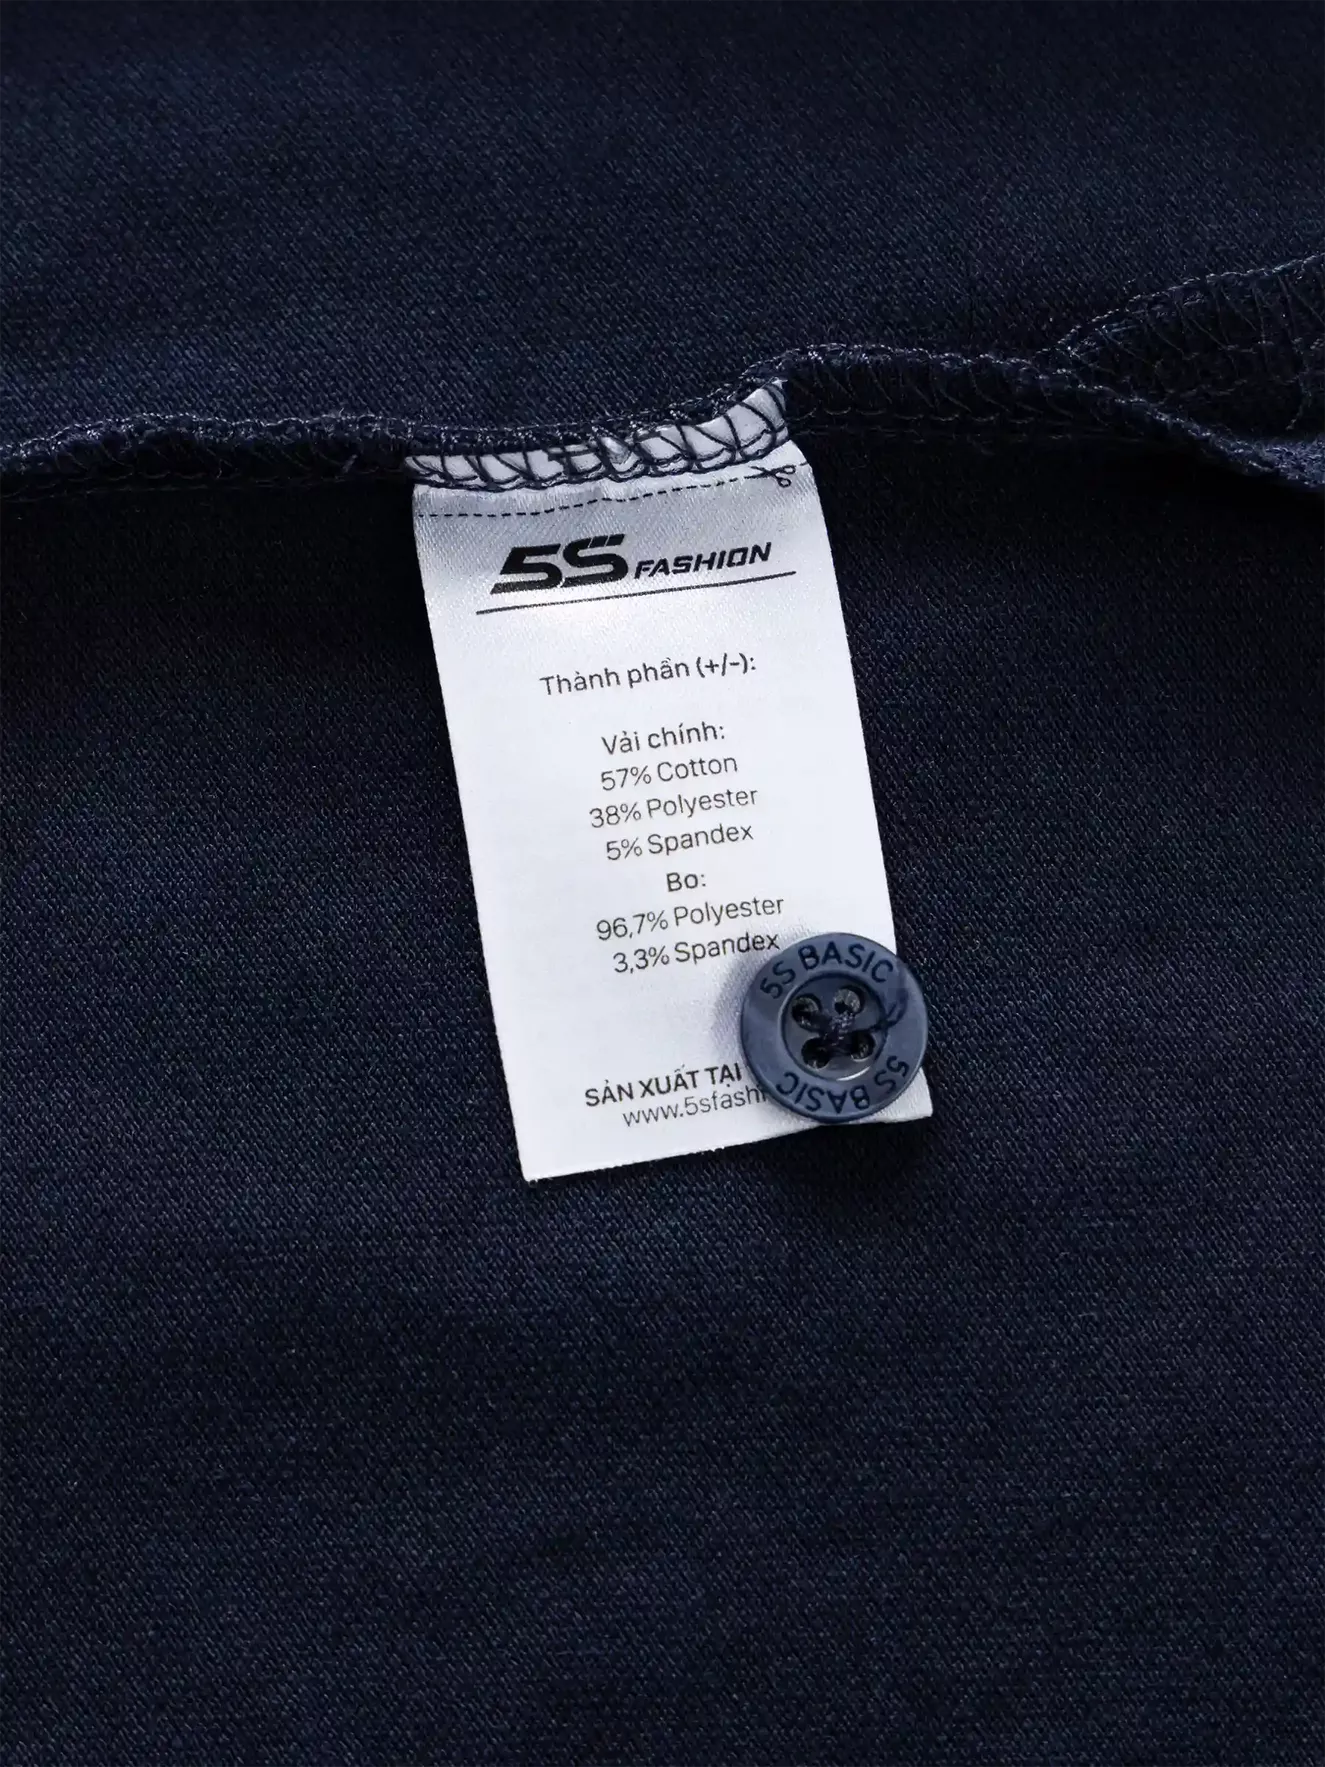 5S FASHION
Thành phần (+/-):
Vải chính:
57% Cotton
38% Polyester
5% Spandex
Bo:
96,7% Polyester
3,3% Spandex
5S BASIC
5S BASIC
SẢN XUẤT TẠI